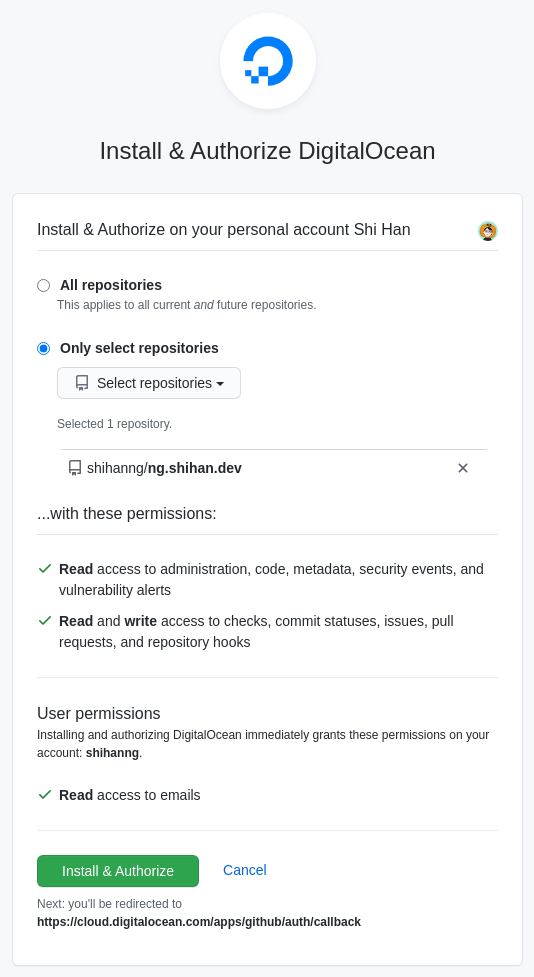 Install & Authorize DigitalOcean
Install & Authorize on your personal account Shi Han
All repositories
This applies to all current and future repositories.
Only select repositories
Select repositories
Selected 1 repository.
shihanng/ng.shihan.dev
...with these permissions:
Read access to administration, code, metadata, security events, and
vulnerability alerts
Read and write access to checks, commit statuses, issues, pull
requests, and repository hooks
User permissions
Installing and authorizing DigitalOcean immediately grants these permissions on your
account: shihanng.
Read access to emails
Install & Authorize Cancel
Next: you'll be redirected to
https://cloud.digitalocean.com/apps/github/auth/callback